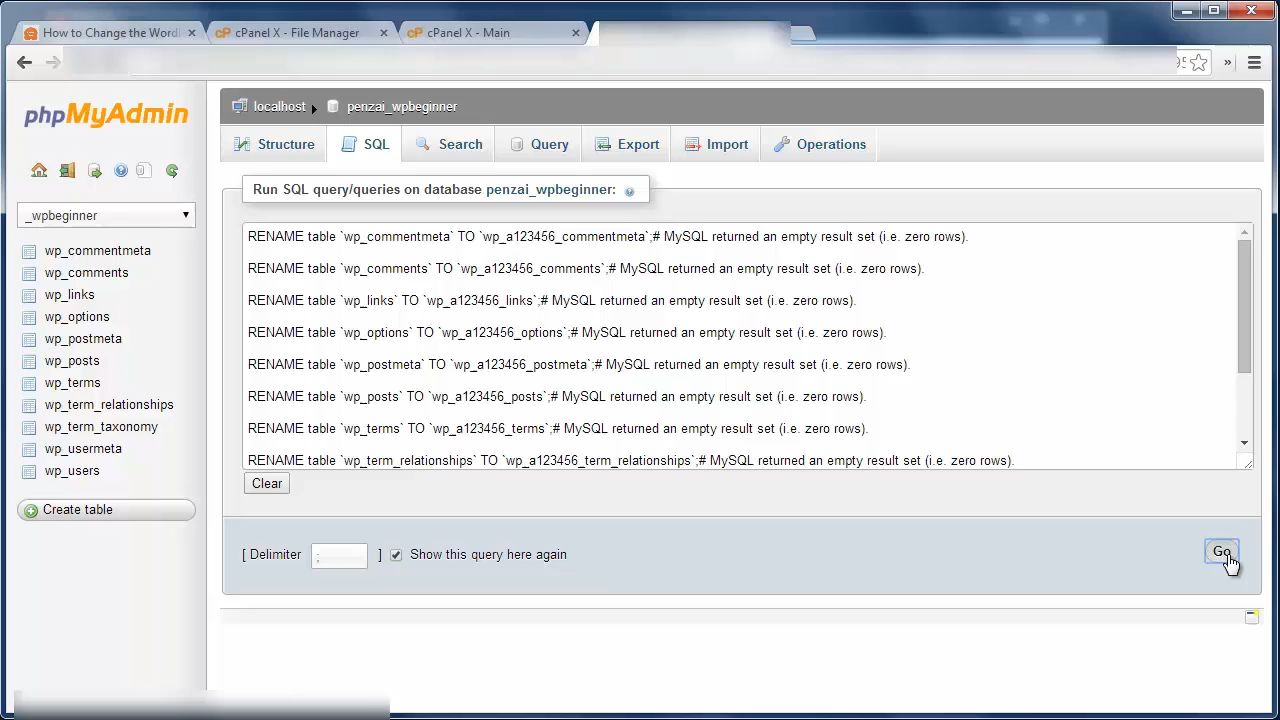 How to Change the Word
cPanel X - File Manager
cPanel X - Main
phpMyAdmin
_wpbeginner
wp_commentmeta
wp_comments
wp_links
wp_options
wp_postmeta
wp_posts
wp_terms
wp_term_relationships
wp_term_taxonomy
wp_usermeta
wp_users
Create table
localhost
penzai_wpbeginner
Structure
SQL
Search
Query
Export
Import
Operations
Run SQL query/queries on database penzai_wpbeginner:
RENAME table `wp_commentmeta` TO `wp_a123456_commentmeta`;# MySQL returned an empty result set (i.e. zero rows).
RENAME table `wp_comments` TO `wp_a123456_comments`;# MySQL returned an empty result set (i.e. zero rows).
RENAME table `wp_links` TO `wp_a123456_links`;# MySQL returned an empty result set (i.e. zero rows).
RENAME table `wp_options` TO `wp_a123456_options`;# MySQL returned an empty result set (i.e. zero rows).
RENAME table `wp_postmeta` TO `wp_a123456_postmeta`;# MySQL returned an empty result set (i.e. zero rows).
RENAME table `wp_posts` TO `wp_a123456_posts`;# MySQL returned an empty result set (i.e. zero rows).
RENAME table `wp_terms` TO `wp_a123456_terms`;# MySQL returned an empty result set (i.e. zero rows).
RENAME table `wp_term_relationships` TO `wp_a123456_term_relationships`;# MySQL returned an empty result set (i.e. zero rows).
Clear
[ Delimiter ; ] Show this query here again
Go